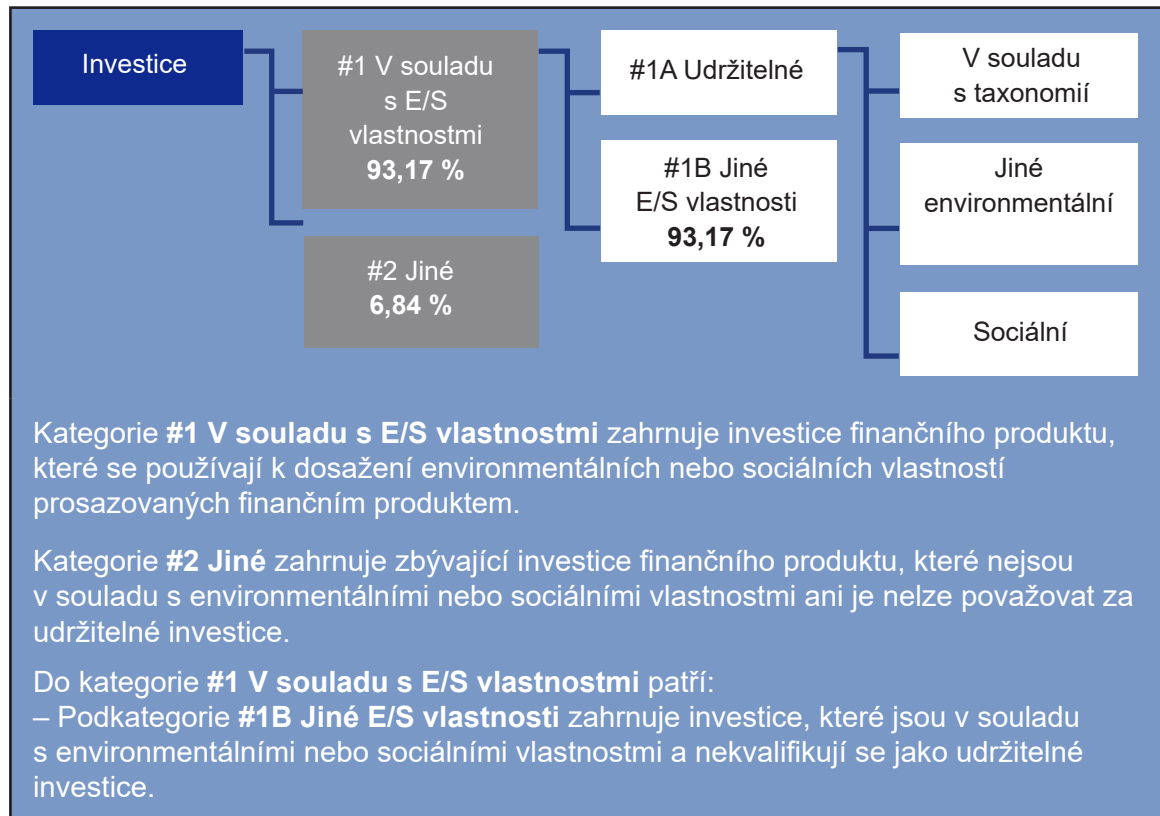 Investice
#1 V souladu
s E/S
vlastnostmi
93,17 %
#2 Jiné
6,84 %
#1A Udržitelné
#1B Jiné
E/S vlastnosti
93,17 %
V souladu
s taxonomií
Jiné
environmentální
Sociální
Kategorie #1 V souladu s E/S vlastnostmi zahrnuje investice finančního produktu,
které se používají k dosažení environmentálních nebo sociálních vlastností
prosazovaných finančním produktem.
Kategorie #2 Jiné zahrnuje zbývající investice finančního produktu, které nejsou
v souladu s environmentálními nebo sociálními vlastnostmi ani je nelze považovat za
udržitelné investice.
Do kategorie #1 V souladu s E/S vlastnostmi patří:
– Podkategorie #1B Jiné E/S vlastnosti zahrnuje investice, které jsou v souladu
s environmentálními nebo sociálními vlastnostmi a nekvalifikují se jako udržitelné
investice.